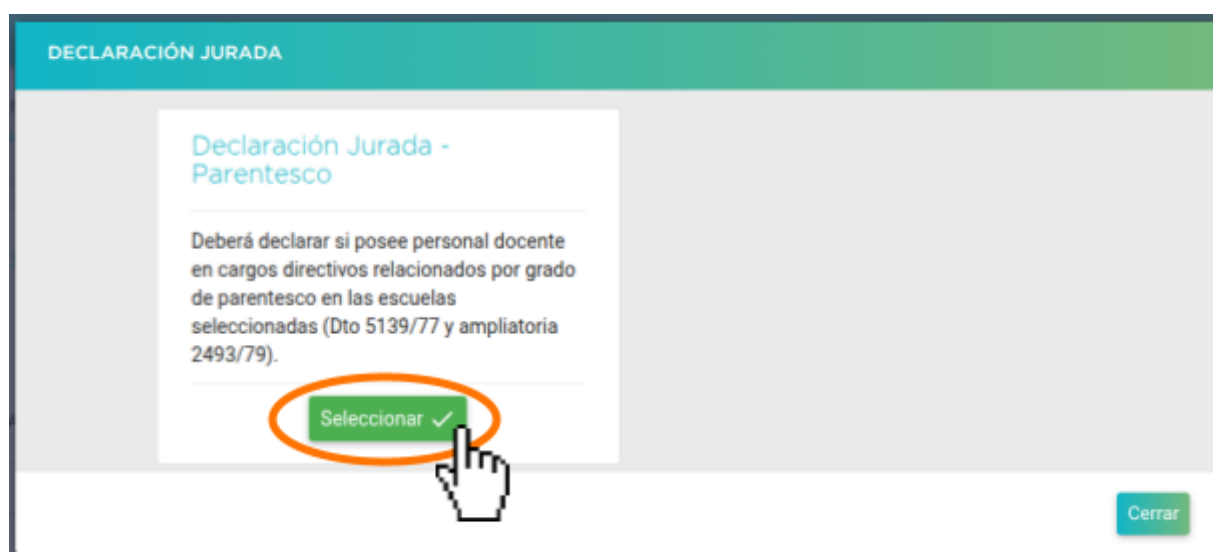 DECLARACIÓN JURADA
Declaración Jurada -
Parentesco
Deberá declarar si posee personal docente
en cargos directivos relacionados por grado
de parentesco en las escuelas
seleccionadas (Dto 5139/77 y ampliatoria
2493/79).
Seleccionar
Cerrar